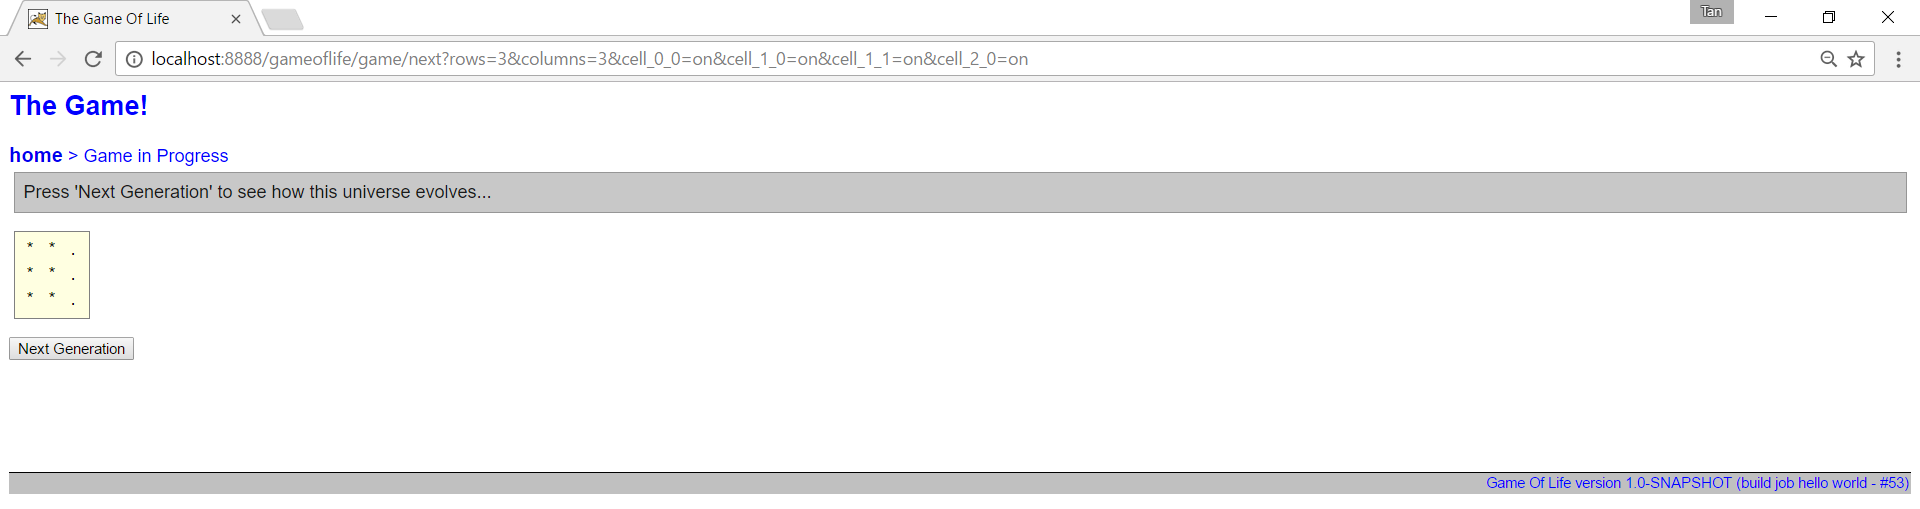 The Game Of Life
Tan
localhost:8888/gameoflife/game/next?rows=3&columns=3&cell_0_0=on&cell_1_0=on&cell_1_1=on&cell_2_0=on
The Game!
home > Game in Progress
Press 'Next Generation' to see how this universe evolves...
* * .
* * .
* * .
Next Generation
Game Of Life version 1.0-SNAPSHOT (build job hello world - #53)